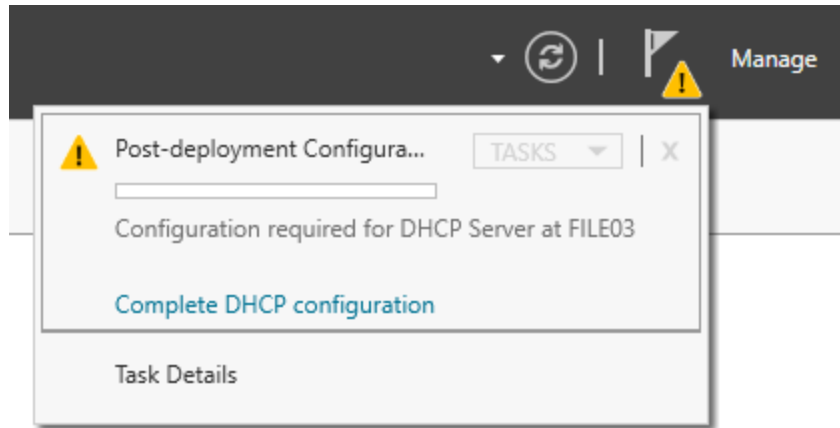 Manage
Post-deployment Configura...
TASKS
X
Configuration required for DHCP Server at FILE03
Complete DHCP configuration
Task Details